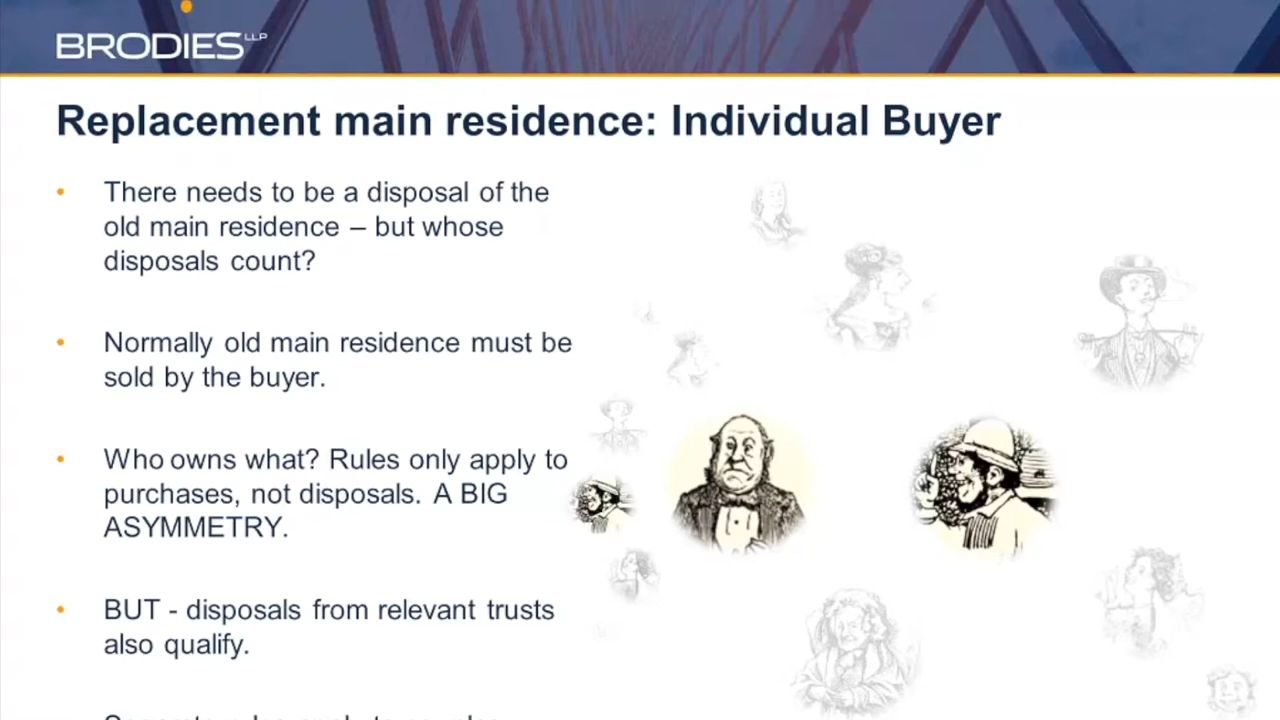 BRODIES LLP
Replacement main residence: Individual Buyer
• There needs to be a disposal of the
old main residence – but whose
disposals count?
• Normally old main residence must be
sold by the buyer.
• Who owns what? Rules only apply to
purchases, not disposals. A BIG
ASYMMETRY.
• BUT - disposals from relevant trusts
also qualify.